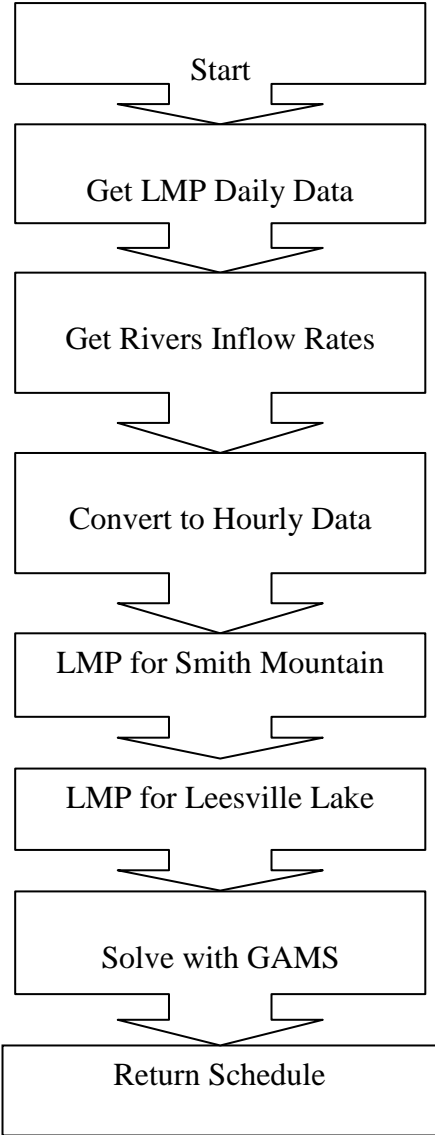 Start
Get LMP Daily Data
Get Rivers Inflow Rates
Convert to Hourly Data
LMP for Smith Mountain
LMP for Leesville Lake
Solve with GAMS
Return Schedule